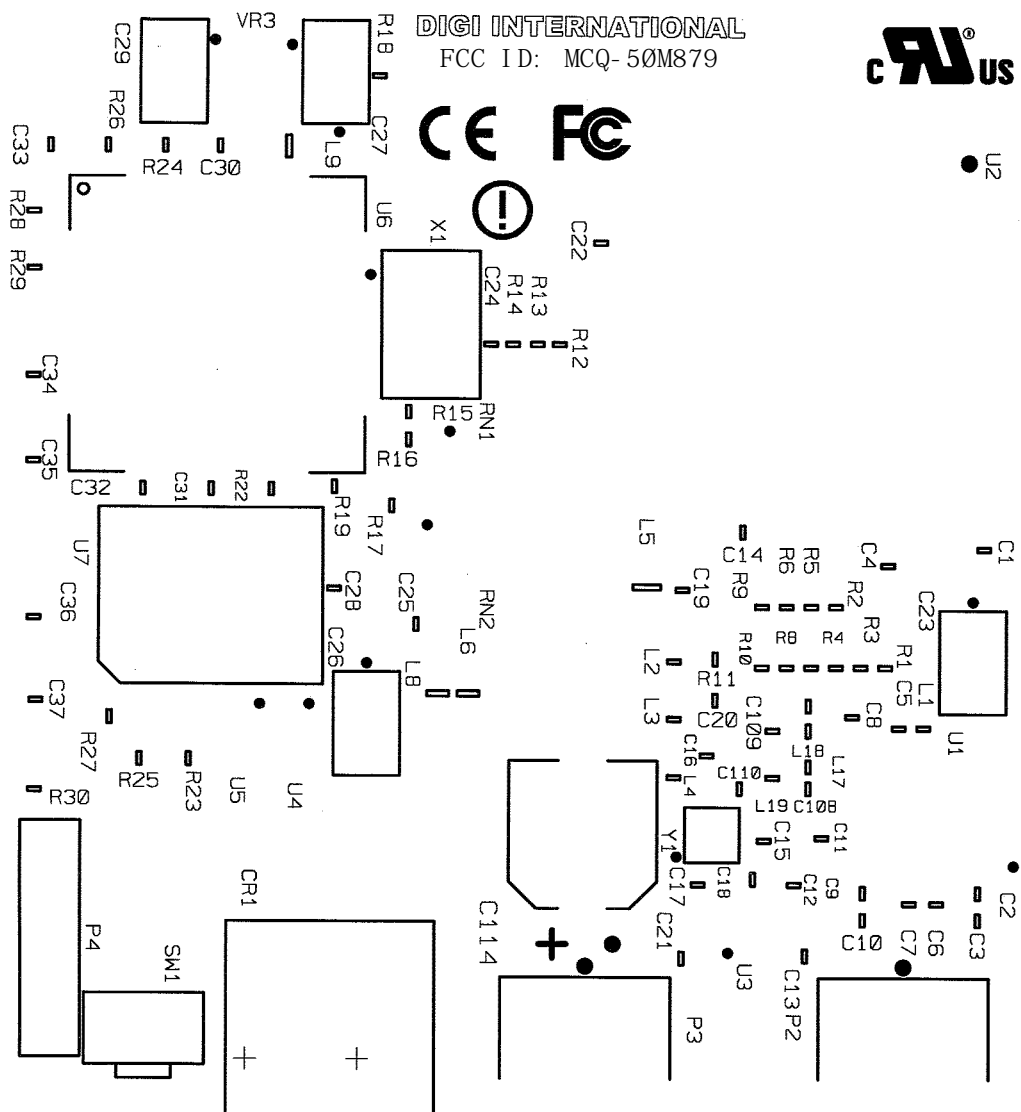 DIGI INTERNATIONAL
FCC ID: MCQ-50M879
C US
®
CE FC
!
VR3
C29
R18
R26
C33
R24
C30
L9
C27
U2
R28
U6
X1
C22
R29
C24
R14
R13
R12
C34
R15
RN1
R16
C35
C32
C31
R22
R19
R17
U7
L5
C14
R6
R5
C4
C1
C36
C28
C25
RN2
C19
R9
R2
C23
C26
L6
L8
L2
R10
R8
R4
R3
R1
R11
C37
L3
C20
C109
C8
C5
L1
U1
R27
R25
R23
U5
U4
C16
L18
L17
R30
L4
C110
L19
C108
Y1
C15
C11
CR1
C17
C18
C12
C9
C2
P4
SW1
C114
+
C21
U3
C10
C7
C6
C3
C13
P2
P3